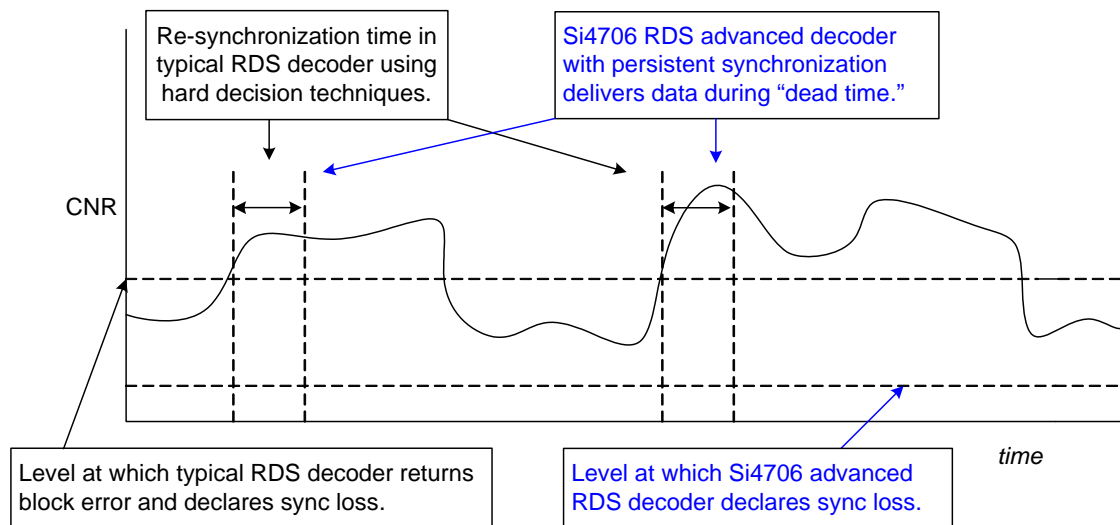 Re-synchronization time in
typical RDS decoder using
hard decision techniques.
Si4706 RDS advanced decoder
with persistent synchronization
delivers data during “dead time.”
CNR
Level at which typical RDS decoder returns
block error and declares sync loss.
Level at which Si4706 advanced
RDS decoder declares sync loss.
time